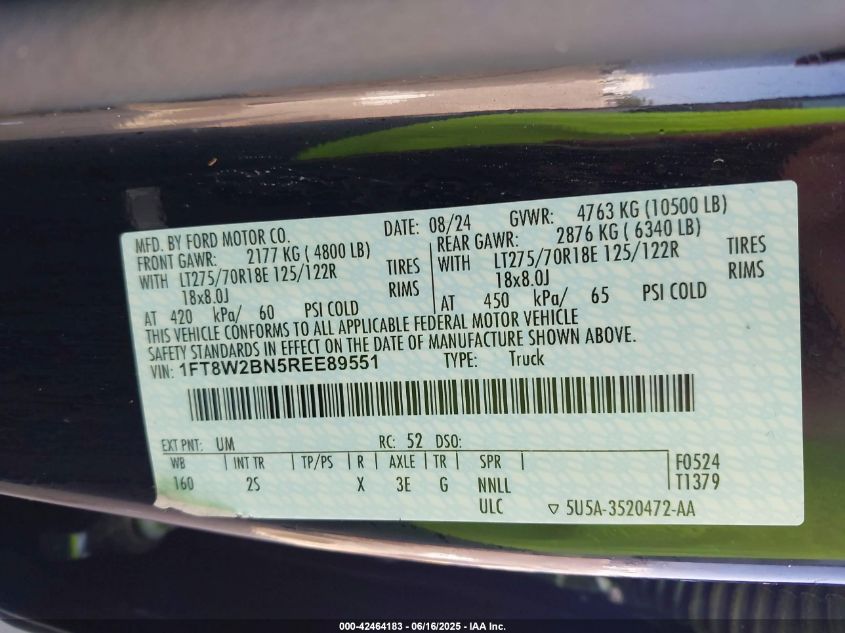 MFD. BY FORD MOTOR CO. DATE: 08/24 GVWR: 4763 KG (10500 LB)
FRONT GAWR: 2177 KG ( 4800 LB) REAR GAWR: 2876 KG ( 6340 LB)
WITH LT275/70R18E 125/122R TIRES WITH LT275/70R18E 125/122R TIRES
18x8.0J RIMS 18x8.0J RIMS
AT 420 kPa/ 60 PSI COLD AT 450 kPa/ 65 PSI COLD
THIS VEHICLE CONFORMS TO ALL APPLICABLE FEDERAL MOTOR VEHICLE
SAFETY STANDARDS IN EFFECT ON THE DATE OF MANUFACTURE SHOWN ABOVE.
VIN: 1FT8W2BN5REE89551 TYPE: Truck
EXT PNT: UM RC: 52 DSO:
WB INT TR TP/PS R AXLE TR SPR F0524
160 2S X 3E G NNLL T1379
ULC ▽ 5U5A-3520472-AA
000-42464183 - 06/16/2025 - IAA Inc.